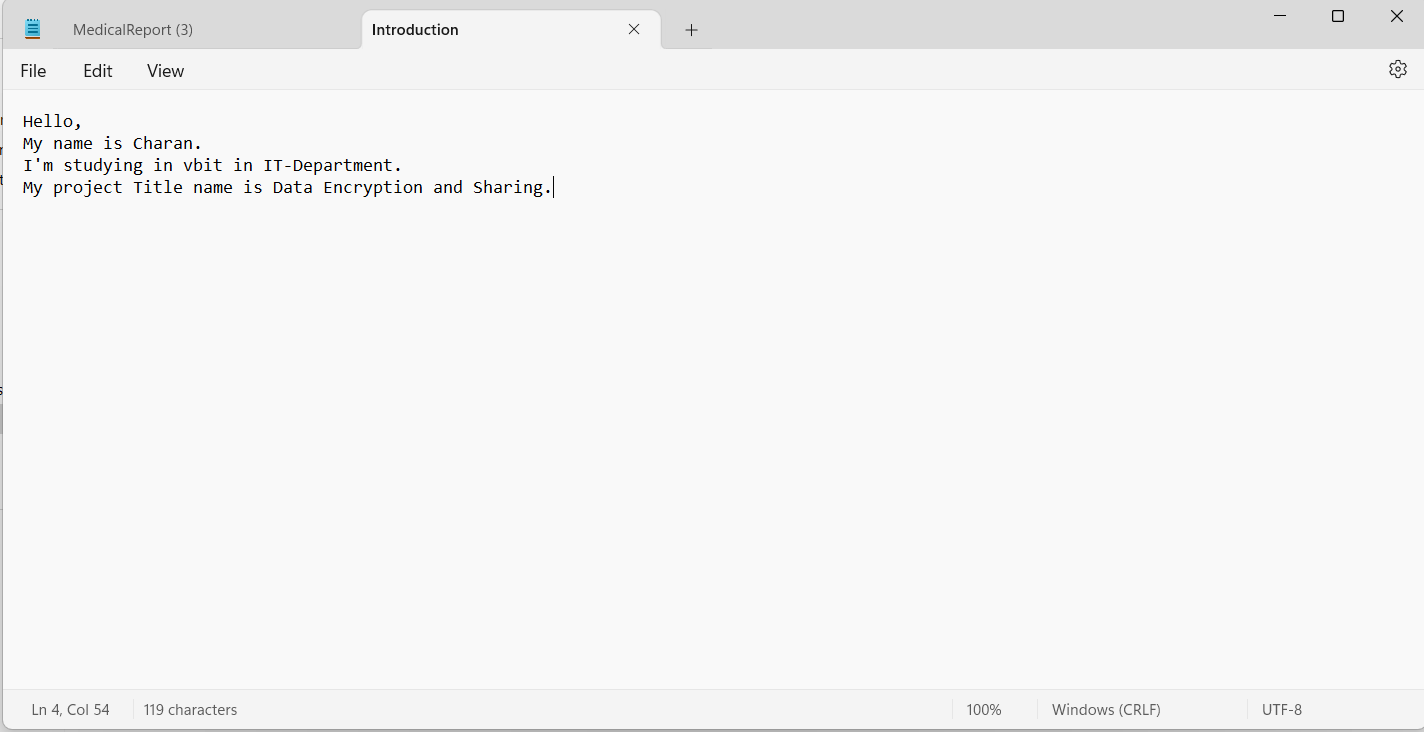 MedicalReport (3)
Introduction
File Edit View
Hello,
My name is Charan.
I'm studying in vbit in IT-Department.
My project Title name is Data Encryption and Sharing.
Ln 4, Col 54 119 characters 100% Windows (CRLF) UTF-8